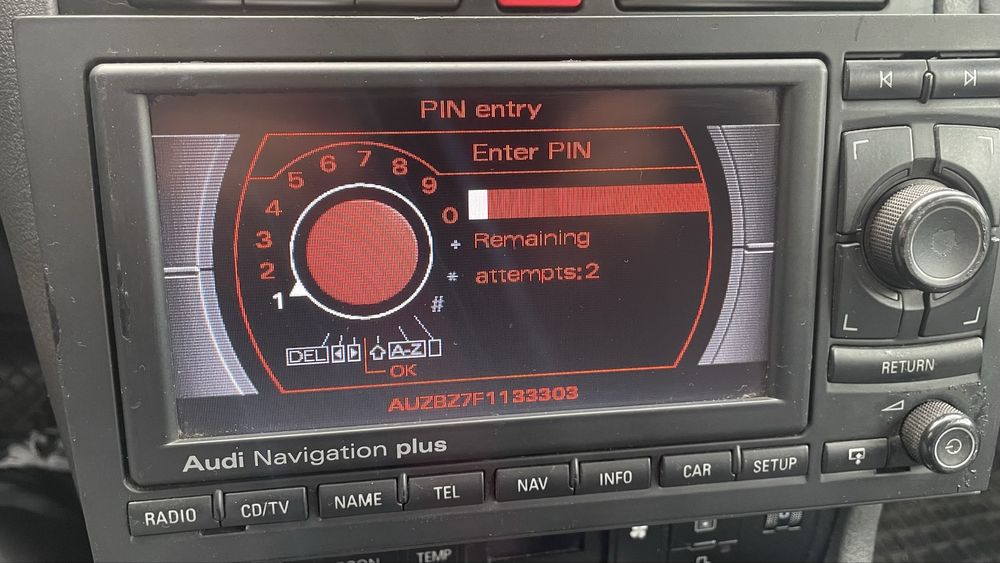 PIN entry
Enter PIN
1 2 3 4 5 6 7 8 9 0 + * #
Remaining
attempts:2
#
DEL A-Z
OK
AUZBZ7F1133303
Audi Navigation plus
RETURN
RADIO CD/TV NAME TEL NAV INFO CAR SETUP
TEMP